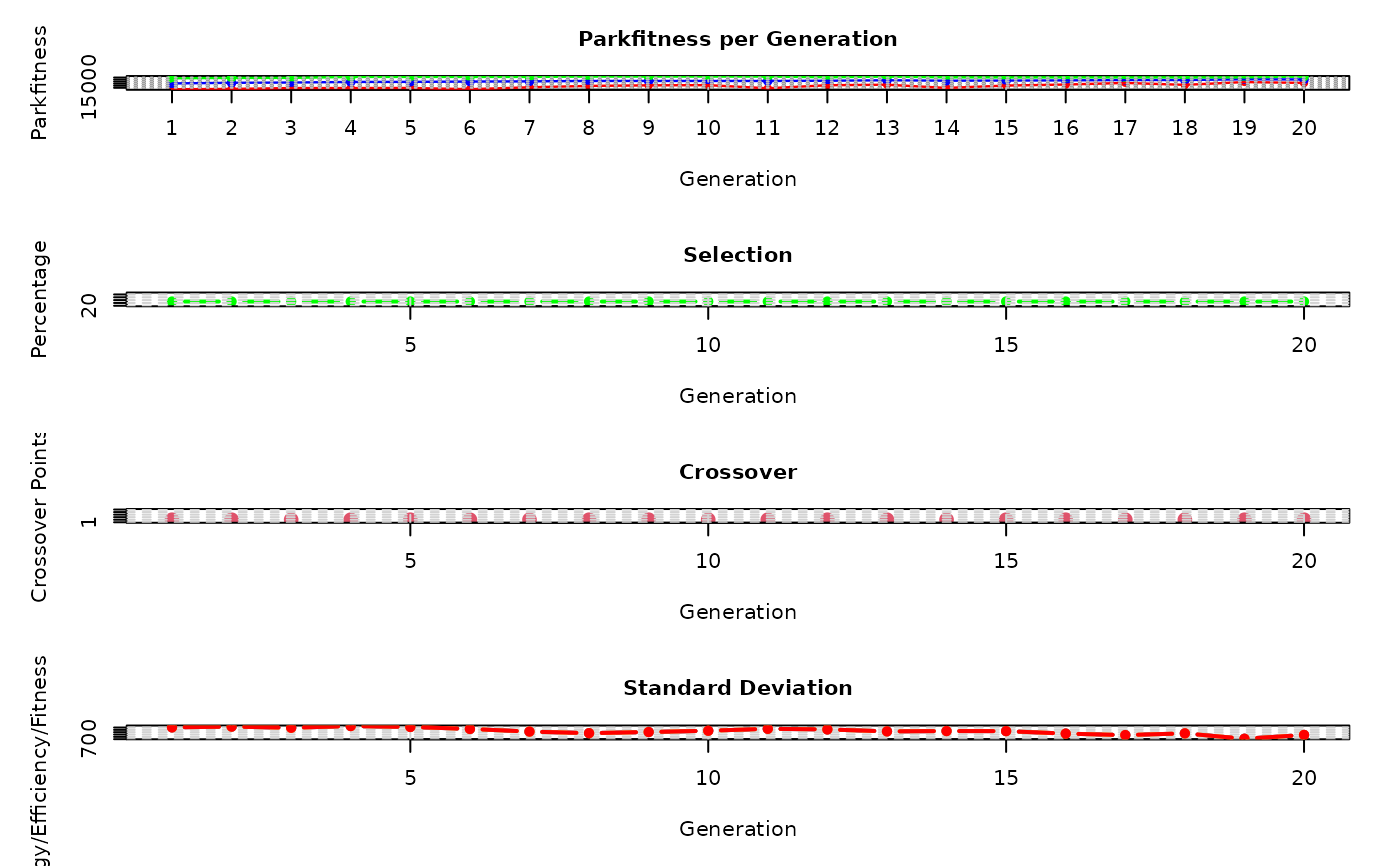 Parkfitness per Generation
Parkfitness
15000
1 2 3 4 5 6 7 8 9 10 11 12 13 14 15 16 17 18 19 20
Generation
Selection
Percentage
20
5 10 15 20
Generation
Crossover
Crossover Points
1
5 10 15 20
Generation
Standard Deviation
gy/Efficiency/Fitness
700
5 10 15 20
Generation